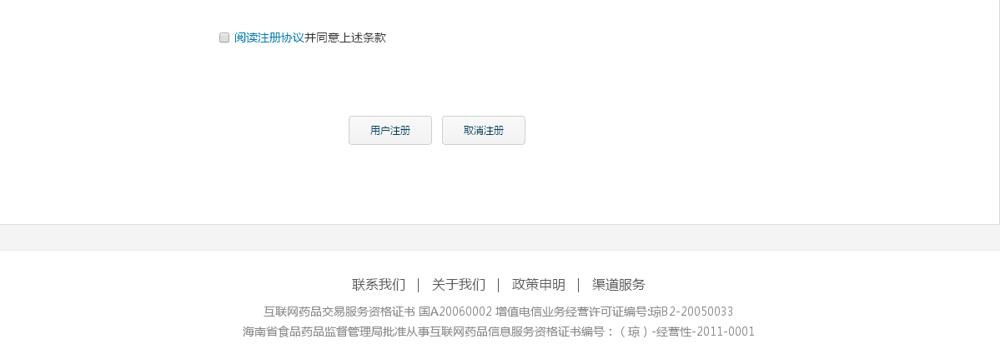 阅读注册协议并同意上述条款
用户注册 取消注册
联系我们 | 关于我们 | 政策申明 | 渠道服务
互联网药品交易服务资格证书 国A20060002 增值电信业务经营许可证编号:琼B2-20050033
海南省食品药品监督管理局批准从事互联网药品信息服务资格证书编号：（琼）-经营性-2011-0001